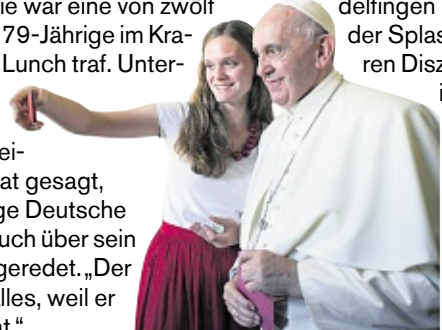 ie war eine von zwölf
79-Jährige im Kra-
Lunch traf. Unter-
ei-
at gesagt,
ge Deutsche
uch über sein
geredet. „Der
lles, weil er
t.“
delfingen
der Splas
ren Disz